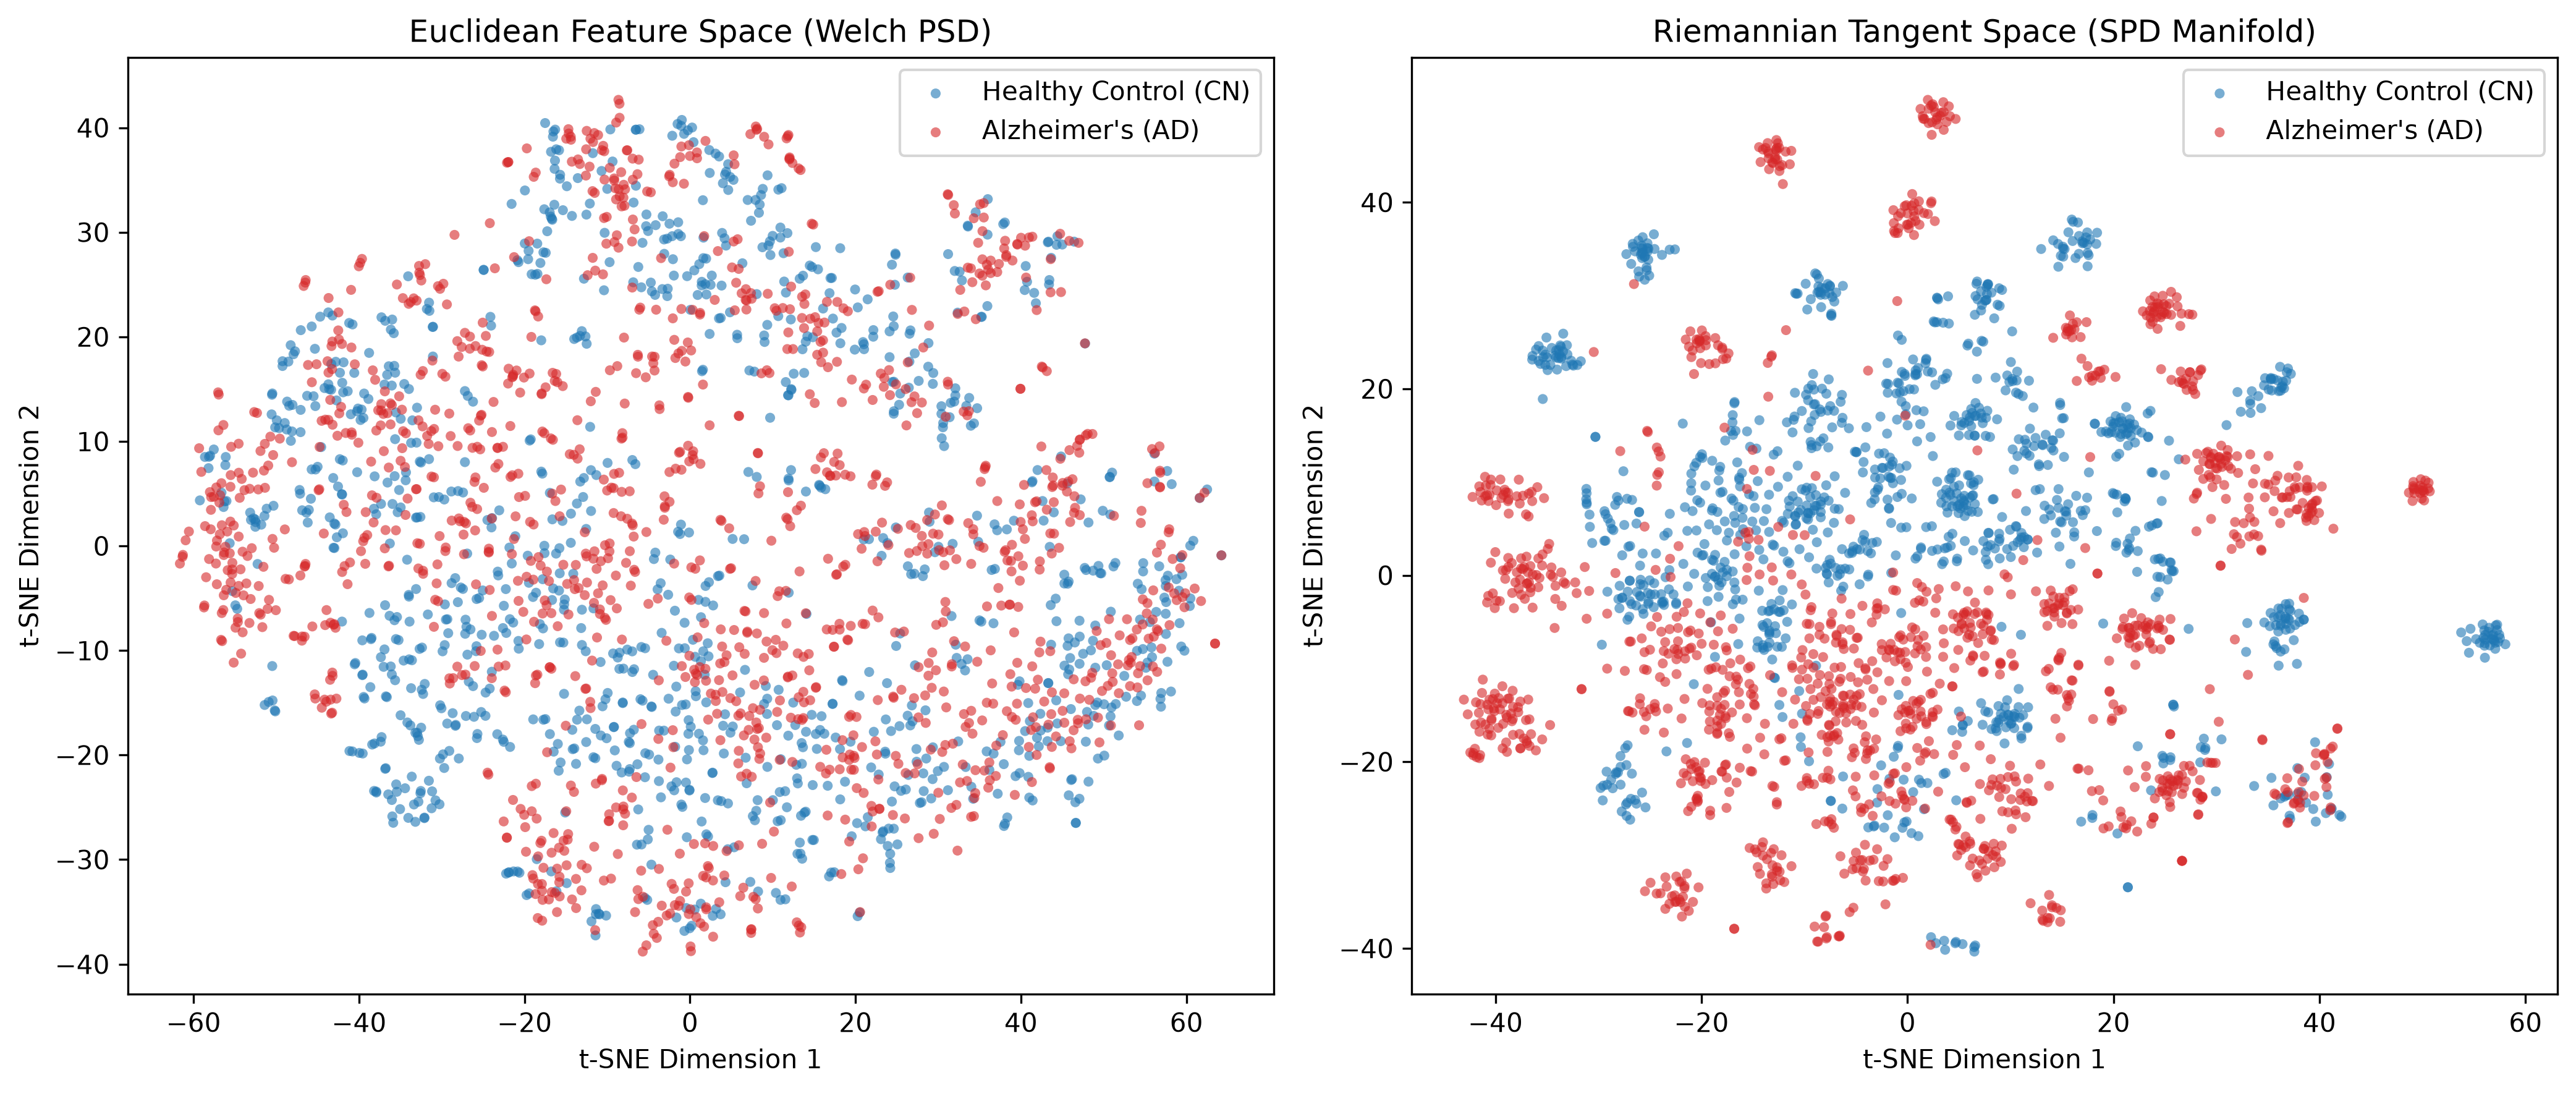 Euclidean Feature Space (Welch PSD)
Healthy Control (CN)
Alzheimer's (AD)
40
30
20
10
0
−10
−20
−30
−40
t-SNE Dimension 2
−60
−40
−20
0
20
40
60
t-SNE Dimension 1
Riemannian Tangent Space (SPD Manifold)
Healthy Control (CN)
Alzheimer's (AD)
40
20
0
−20
−40
t-SNE Dimension 2
−40
−20
0
20
40
60
t-SNE Dimension 1